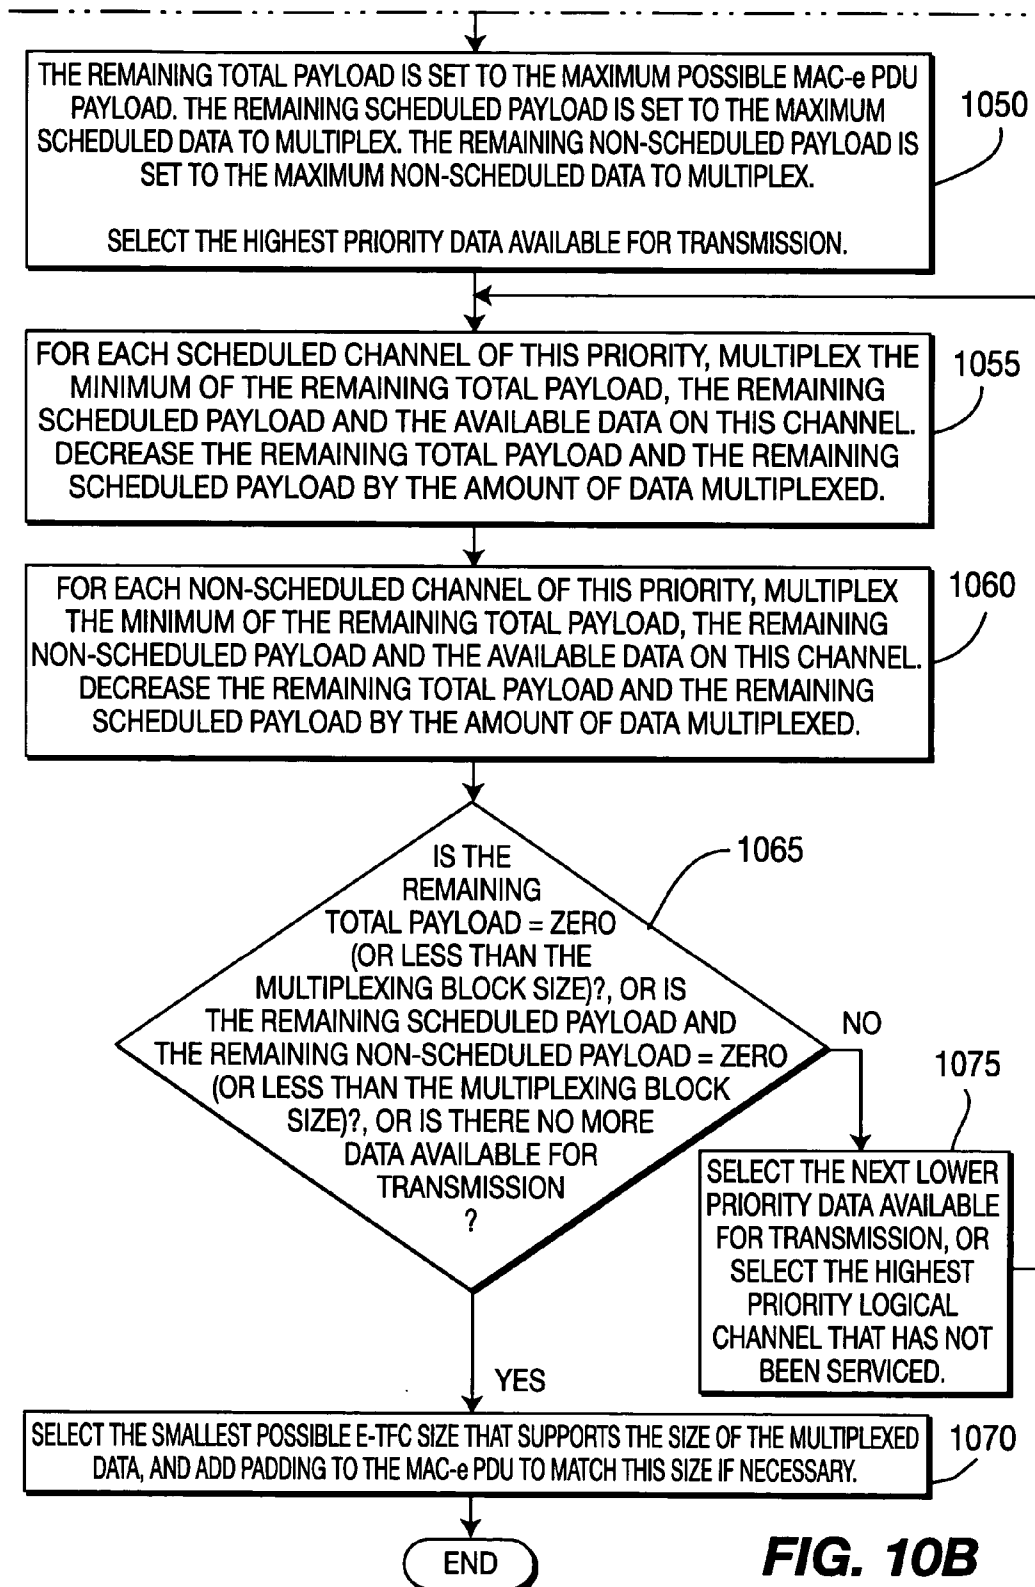 THE REMAINING TOTAL PAYLOAD IS SET TO THE MAXIMUM POSSIBLE MAC-e PDU
PAYLOAD. THE REMAINING SCHEDULED PAYLOAD IS SET TO THE MAXIMUM
SCHEDULED DATA TO MULTIPLEX. THE REMAINING NON-SCHEDULED PAYLOAD IS
SET TO THE MAXIMUM NON-SCHEDULED DATA TO MULTIPLEX.
SELECT THE HIGHEST PRIORITY DATA AVAILABLE FOR TRANSMISSION.
1050
FOR EACH SCHEDULED CHANNEL OF THIS PRIORITY, MULTIPLEX THE
MINIMUM OF THE REMAINING TOTAL PAYLOAD, THE REMAINING
SCHEDULED PAYLOAD AND THE AVAILABLE DATA ON THIS CHANNEL.
DECREASE THE REMAINING TOTAL PAYLOAD AND THE REMAINING
SCHEDULED PAYLOAD BY THE AMOUNT OF DATA MULTIPLEXED.
1055
FOR EACH NON-SCHEDULED CHANNEL OF THIS PRIORITY, MULTIPLEX
THE MINIMUM OF THE REMAINING TOTAL PAYLOAD, THE REMAINING
NON-SCHEDULED PAYLOAD AND THE AVAILABLE DATA ON THIS CHANNEL.
DECREASE THE REMAINING TOTAL PAYLOAD AND THE REMAINING
SCHEDULED PAYLOAD BY THE AMOUNT OF DATA MULTIPLEXED.
1060
IS THE
REMAINING
TOTAL PAYLOAD = ZERO
(OR LESS THAN THE
MULTIPLEXING BLOCK SIZE)?, OR IS
THE REMAINING SCHEDULED PAYLOAD AND
THE REMAINING NON-SCHEDULED PAYLOAD = ZERO
(OR LESS THAN THE MULTIPLEXING BLOCK
SIZE)?, OR IS THERE NO MORE
DATA AVAILABLE FOR
TRANSMISSION
?
1065
NO
1075
SELECT THE NEXT LOWER
PRIORITY DATA AVAILABLE
FOR TRANSMISSION, OR
SELECT THE HIGHEST
PRIORITY LOGICAL
CHANNEL THAT HAS NOT
BEEN SERVICED.
YES
SELECT THE SMALLEST POSSIBLE E-TFC SIZE THAT SUPPORTS THE SIZE OF THE MULTIPLEXED
DATA, AND ADD PADDING TO THE MAC-e PDU TO MATCH THIS SIZE IF NECESSARY.
1070
END
FIG. 10B